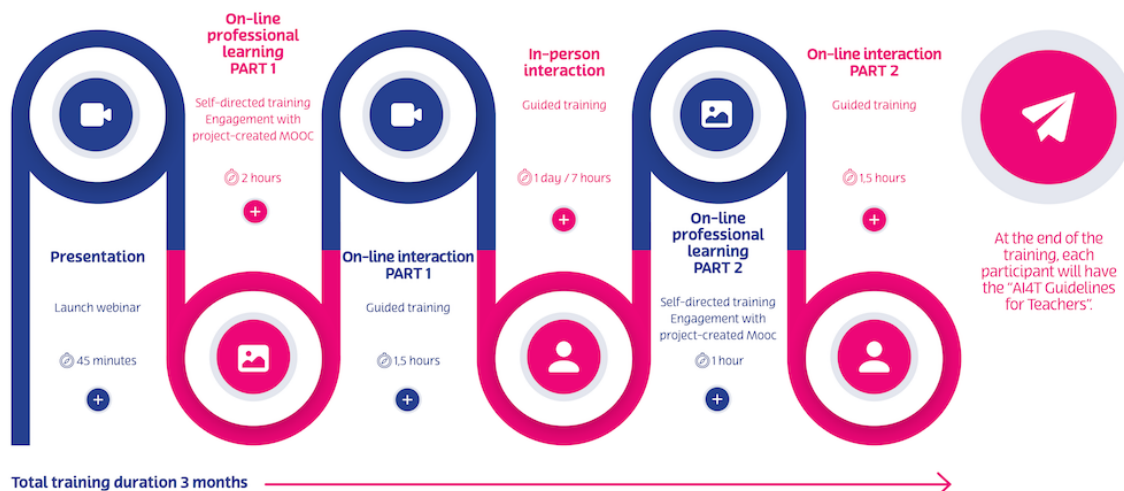 Presentation
Launch webinar
45 minutes
On-line
professional
learning
PART 1
Self-directed training
Engagement with
project-created MOOC
2 hours
On-line interaction
PART 1
Guided training
1,5 hours
In-person
interaction
Guided training
1 day / 7 hours
On-line
professional
learning
PART 2
Self-directed training
Engagement with
project-created Mooc
1 hour
On-line interaction
PART 2
Guided training
1,5 hours
At the end of the
training, each
participant will have
the "AI4T Guidelines
for Teachers".
Total training duration 3 months